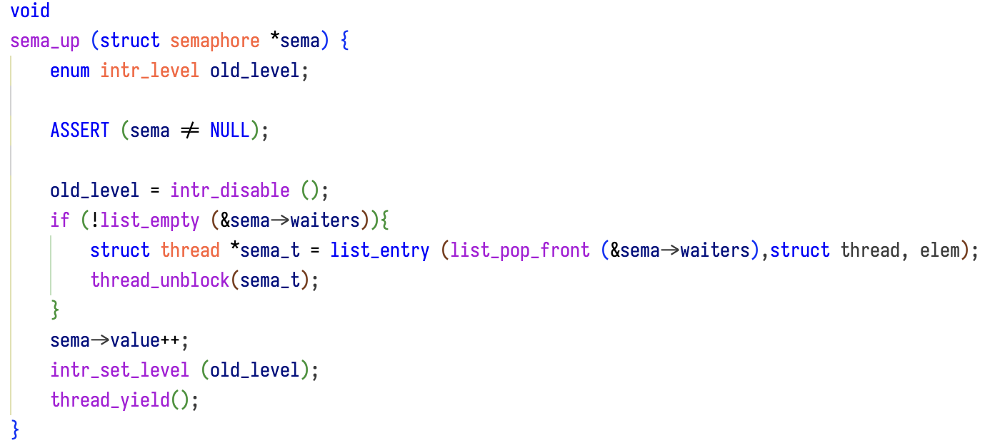 void
sema_up (struct semaphore *sema) {
enum intr_level old_level;
ASSERT (sema ≠ NULL);
old_level = intr_disable ();
if (!list_empty (&sema→waiters)){
struct thread *sema_t = list_entry (list_pop_front (&sema→waiters),struct thread, elem);
thread_unblock(sema_t);
}
sema→value++;
intr_set_level (old_level);
thread_yield();
}